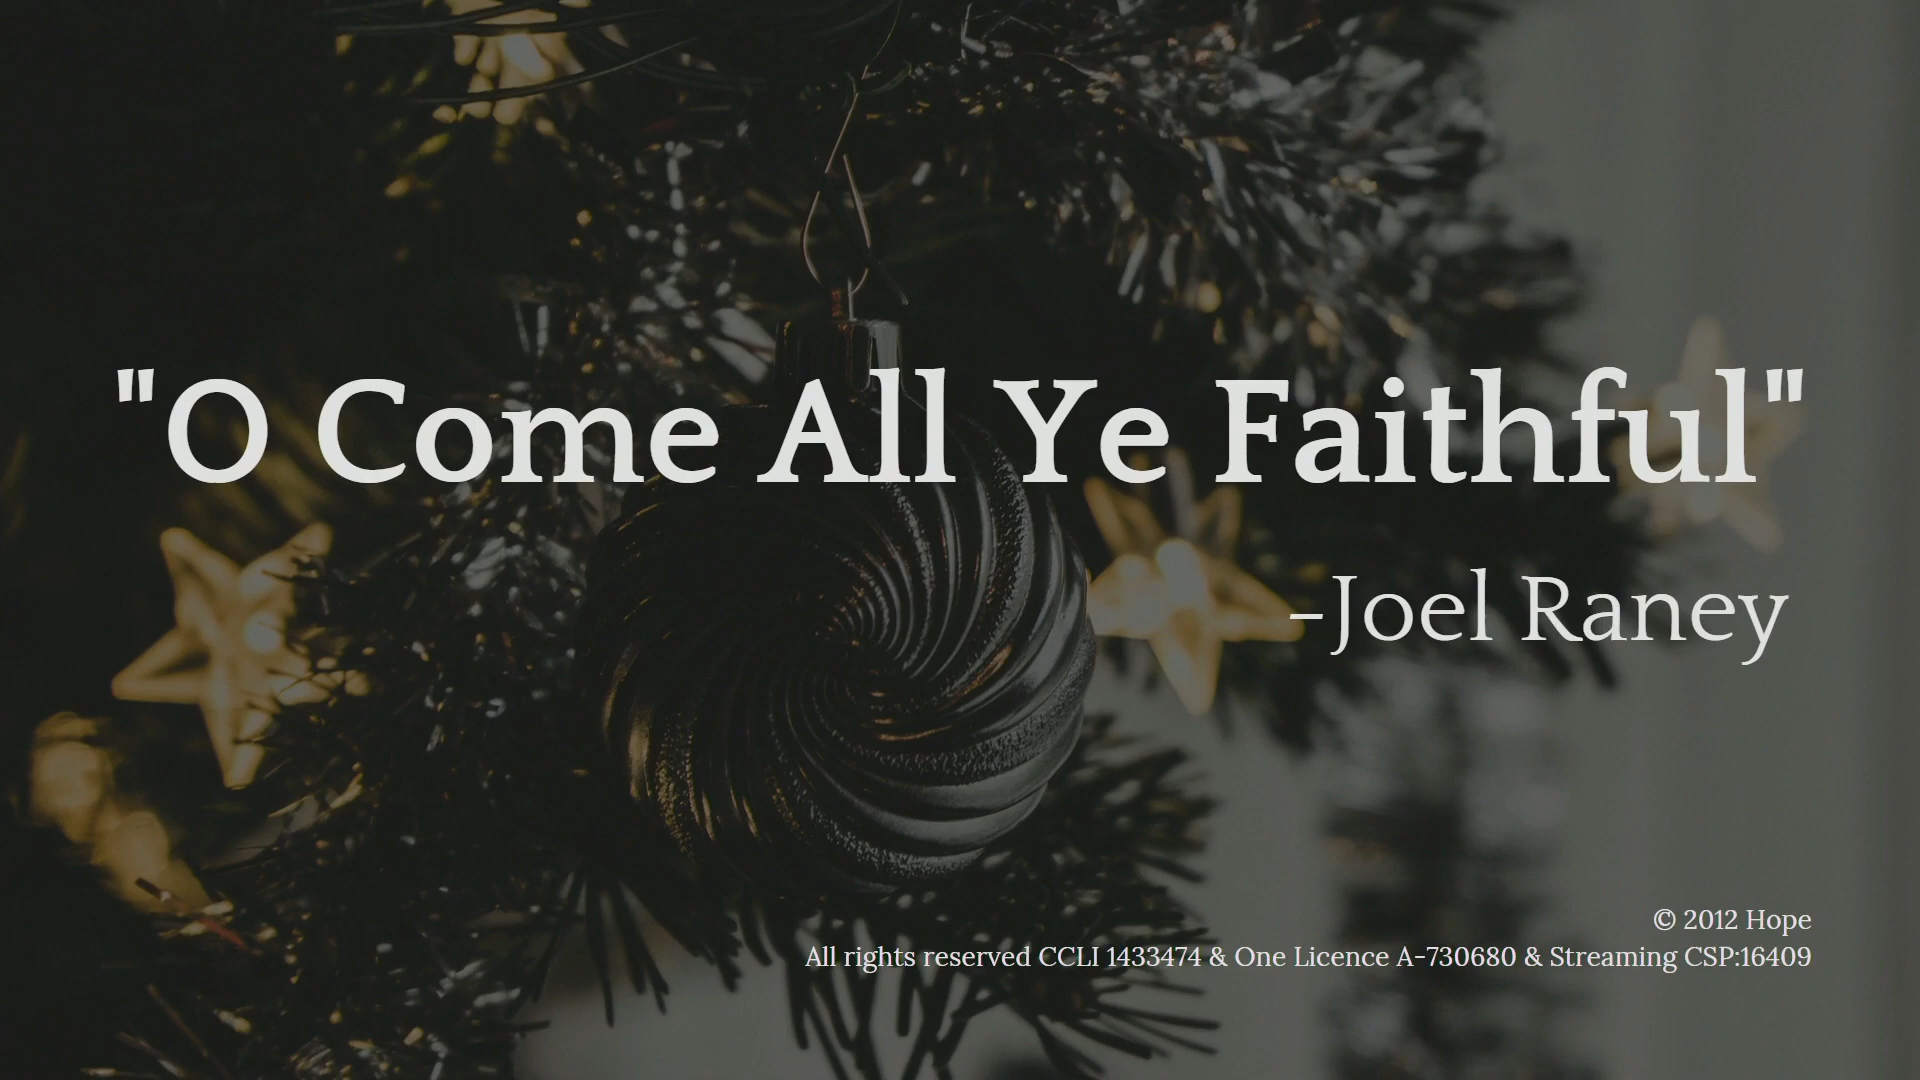 "O Come All Ye Faithful"
–Joel Raney
© 2012 Hope
All rights reserved CCLI 1433474 & One Licence A-730680 & Streaming CSP:16409